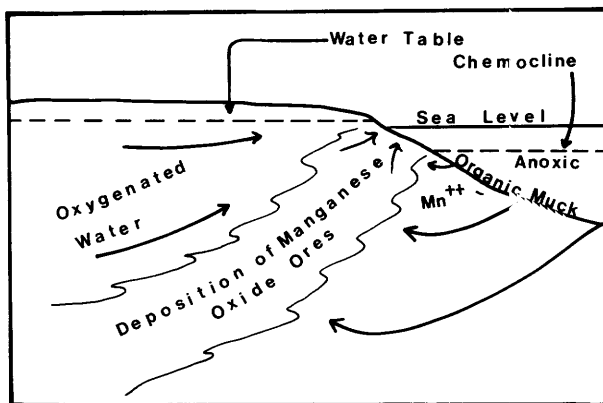 Water Table
Chemocline
Sea Level
Anoxic
Organic Muck
Mn++ -
Oxygenated
Water
Deposition of Manganese
Oxide Ores